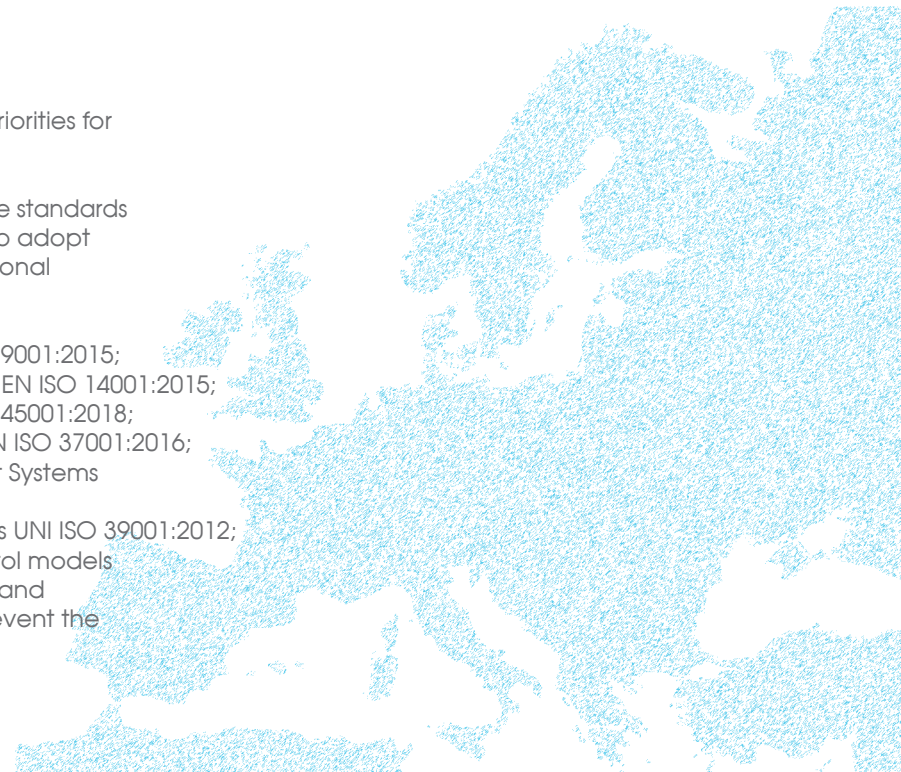 riorities for
e standards
o adopt
onal
9001:2015;
EN ISO 14001:2015;
45001:2018;
N ISO 37001:2016;
r Systems
s UNI ISO 39001:2012;
rol models
and
event the